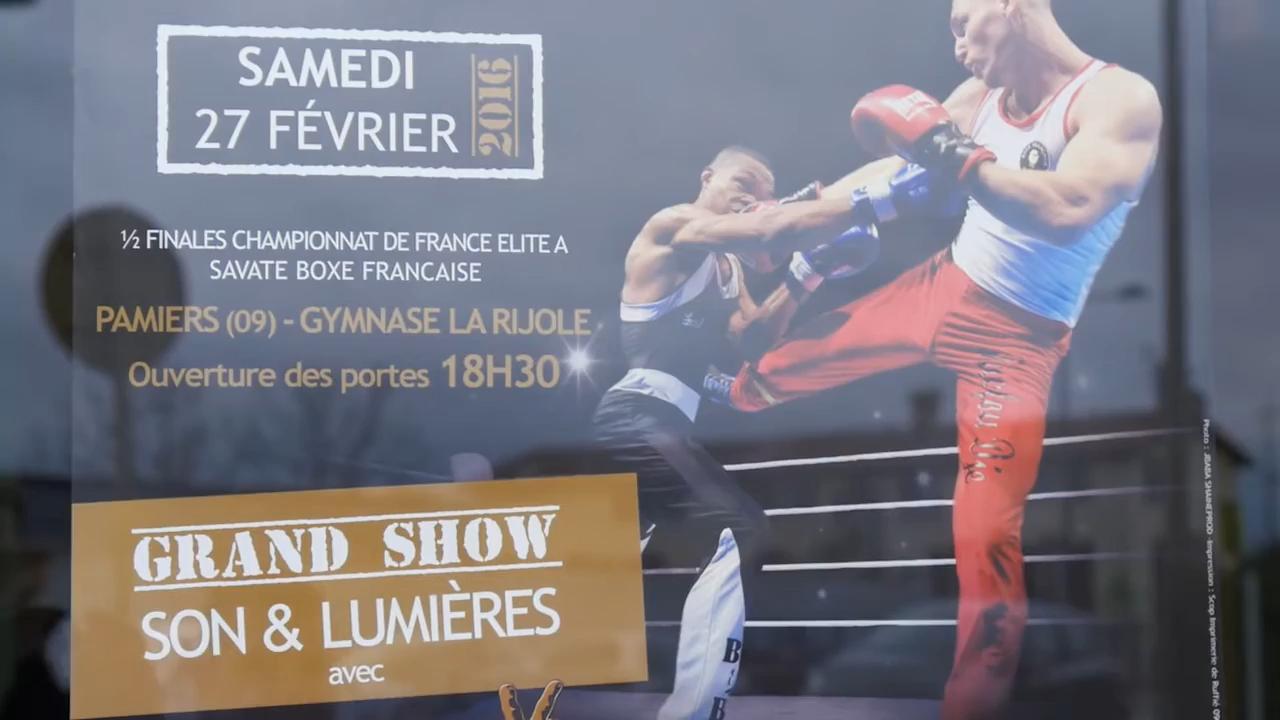 SAMEDI
27 FÉVRIER
2016
½ FINALES CHAMPIONNAT DE FRANCE ELITE A
SAVATE BOXE FRANCAISE
PAMIERS (09) - GYMNASE LA RIJOLE
Ouverture des portes 18H30
GRAND SHOW
SON & LUMIÈRES
avec